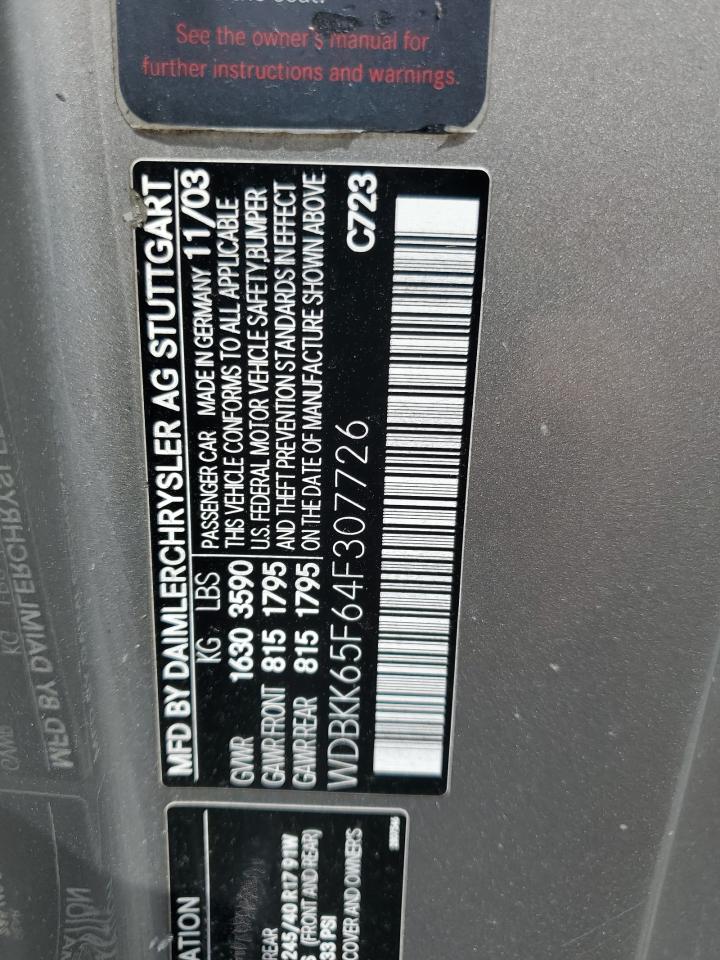 the seat.
See the owner's manual for
further instructions and warnings.
MFD BY DAIMLERCHRYSLER AG STUTTGART
KG LBS PASSENGER CAR MADE IN GERMANY 11/03
GVWR 1630 3590 THIS VEHICLE CONFORMS TO ALL APPLICABLE
U.S. FEDERAL MOTOR VEHICLE SAFETY,BUMPER
GAWR FRONT 815 1795 AND THEFT PREVENTION STANDARDS IN EFFECT
GAWR REAR 815 1795 ON THE DATE OF MANUFACTURE SHOWN ABOVE
WDBKK65F64F307726 C723
ATION
REAR
245/40 R17 91W
(FRONT AND REAR)
33 PSI
COVER AND OWNER'S